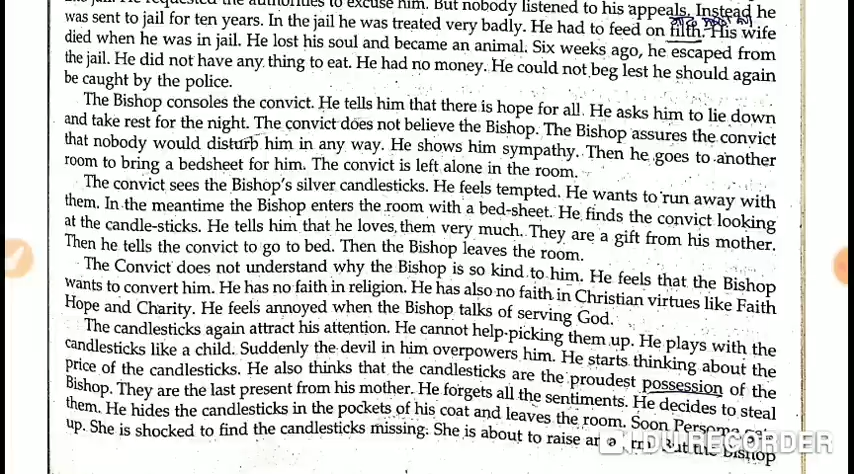 the authorities to excuse him. But nobody listened to his appeals. Instead he
was sent to jail for ten years. In the jail he was treated very badly. He had to feed on filth. His wife
died when he was in jail. He lost his soul and became an animal. Six weeks ago, he escaped from
the jail. He did not have any thing to eat. He had no money. He could not beg lest he should again
be caught by the police.
The Bishop consoles the convict. He tells him that there is hope for all. He asks him to lie down
and take rest for the night. The convict does not believe the Bishop. The Bishop assures the convict
that nobody would disturb him in any way. He shows him sympathy. Then he goes to another
room to bring a bedsheet for him. The convict is left alone in the room.
The convict sees the Bishop's silver candlesticks. He feels tempted. He wants to run away with
them. In the meantime the Bishop enters the room with a bed-sheet. He finds the convict looking
at the candle-sticks. He tells him that he loves them very much. They are a gift from his mother.
Then he tells the convict to go to bed. Then the Bishop leaves the room.
The Convict does not understand why the Bishop is so kind to him. He feels that the Bishop
wants to convert him. He has no faith in religion. He has also no faith in Christian virtues like Faith
Hope and Charity. He feels annoyed when the Bishop talks of serving God.
The candlesticks again attract his attention. He cannot help-picking them up. He plays with the
candlesticks like a child. Suddenly the devil in him overpowers him. He starts thinking about the
price of the candlesticks. He also thinks that the candlesticks are the proudest possession of the
Bishop. They are the last present from his mother. He forgets all the sentiments. He decides to steal
them. He hides the candlesticks in the pockets of his coat and leaves the room. Soon
up. She is shocked to find the candlesticks missing. She is about to raise an But the Bishop
DU RECORDER